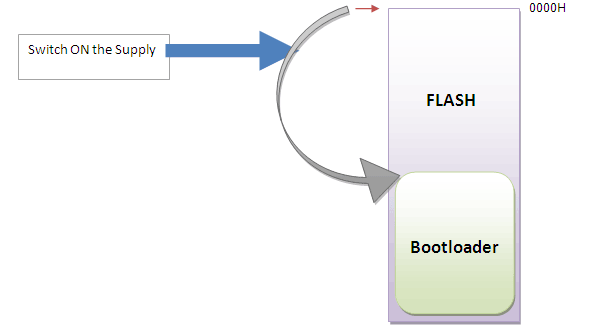 0000H
Switch ON the Supply
FLASH
Bootloader